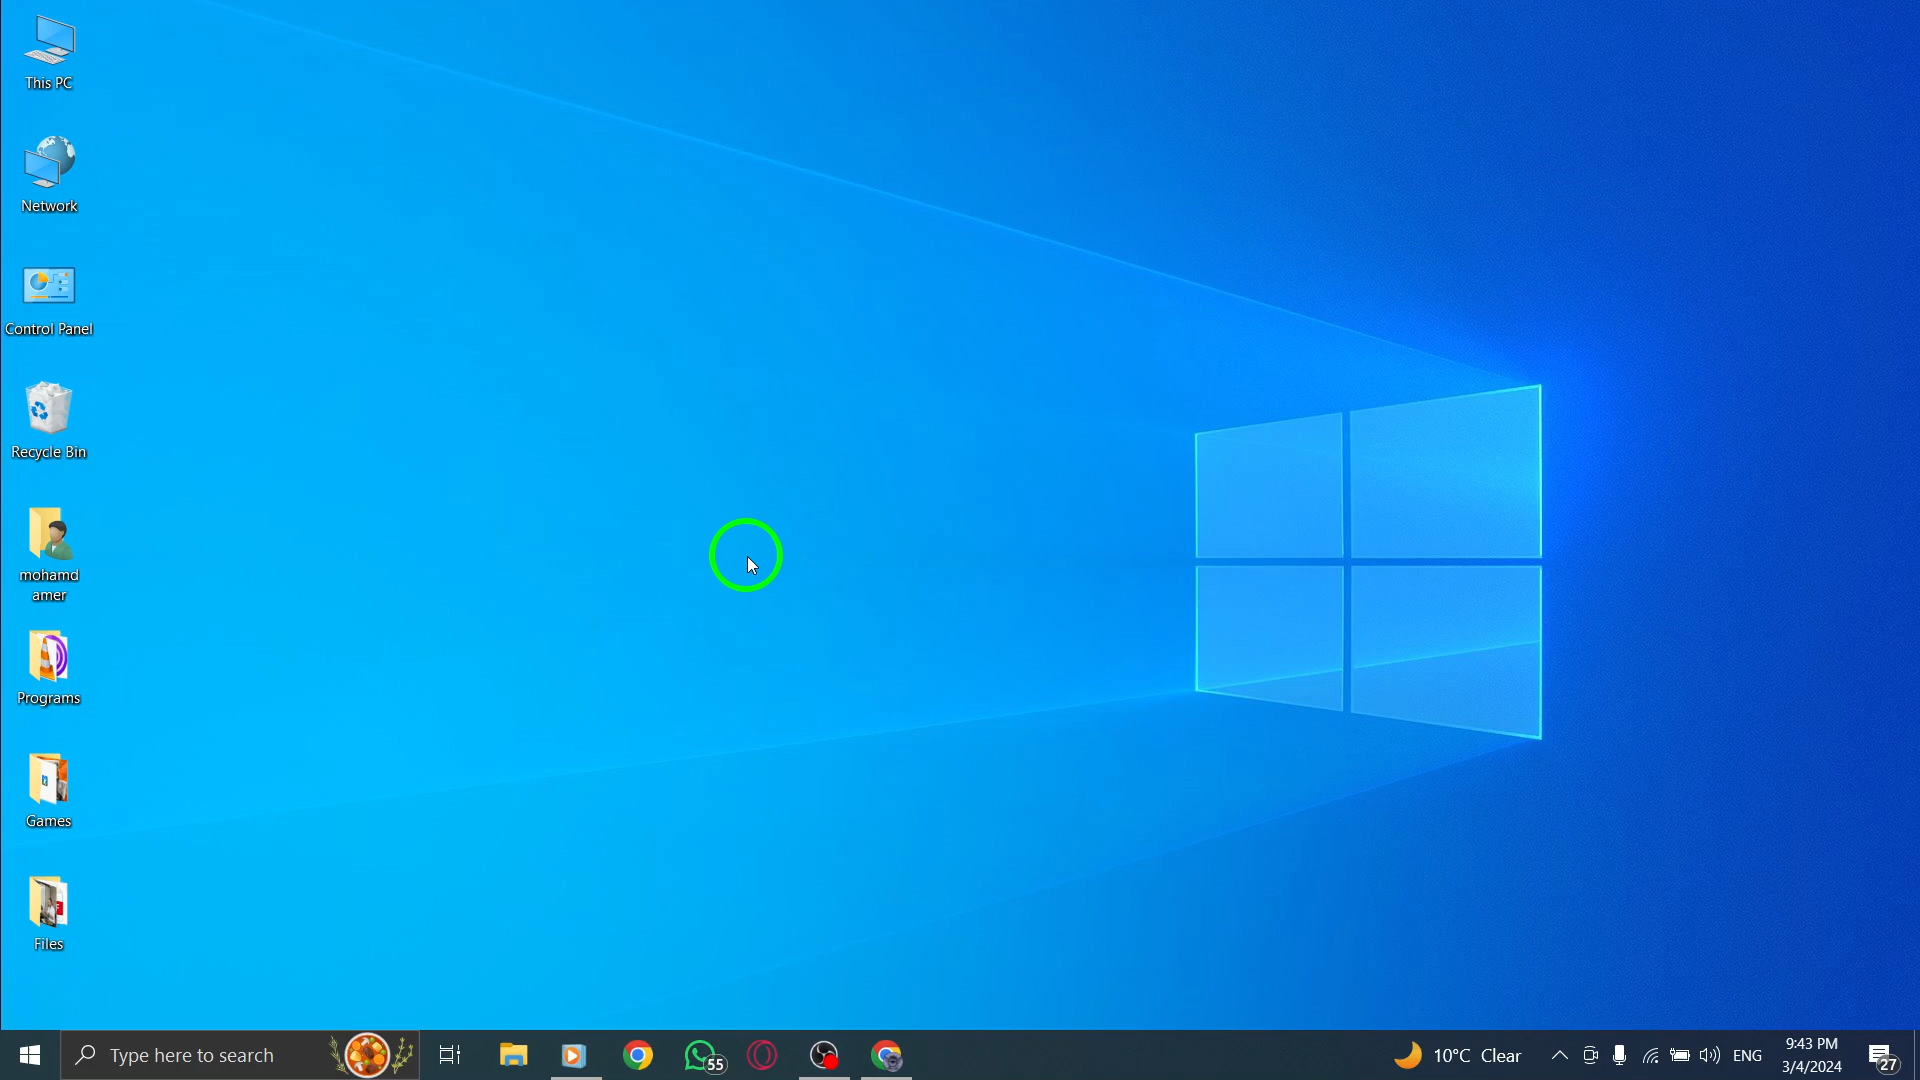 This PC
Network
Control Panel
Recycle Bin
mohamd
amer
Programs
Games
Files
Type here to search
55
10°C Clear
ENG
9:43 PM
3/4/2024
27